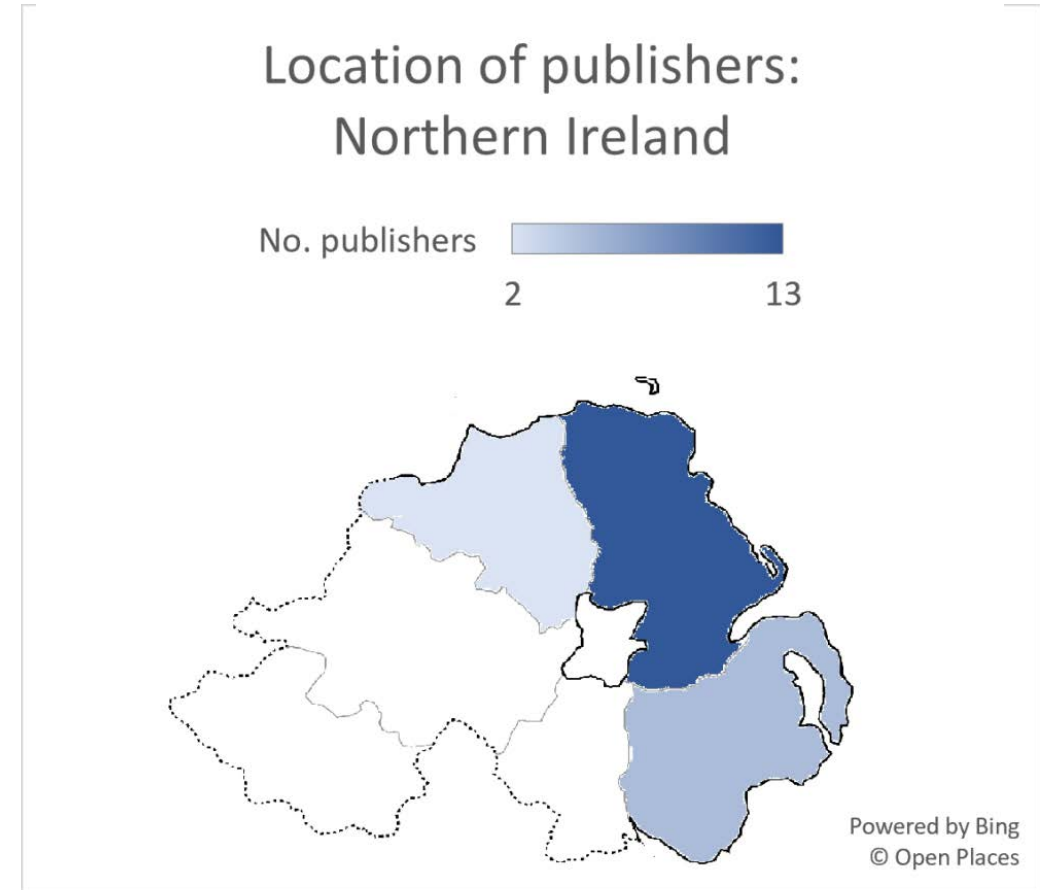 Location of publishers:
Northern Ireland
No. publishers
2 13
Powered by Bing
© Open Places